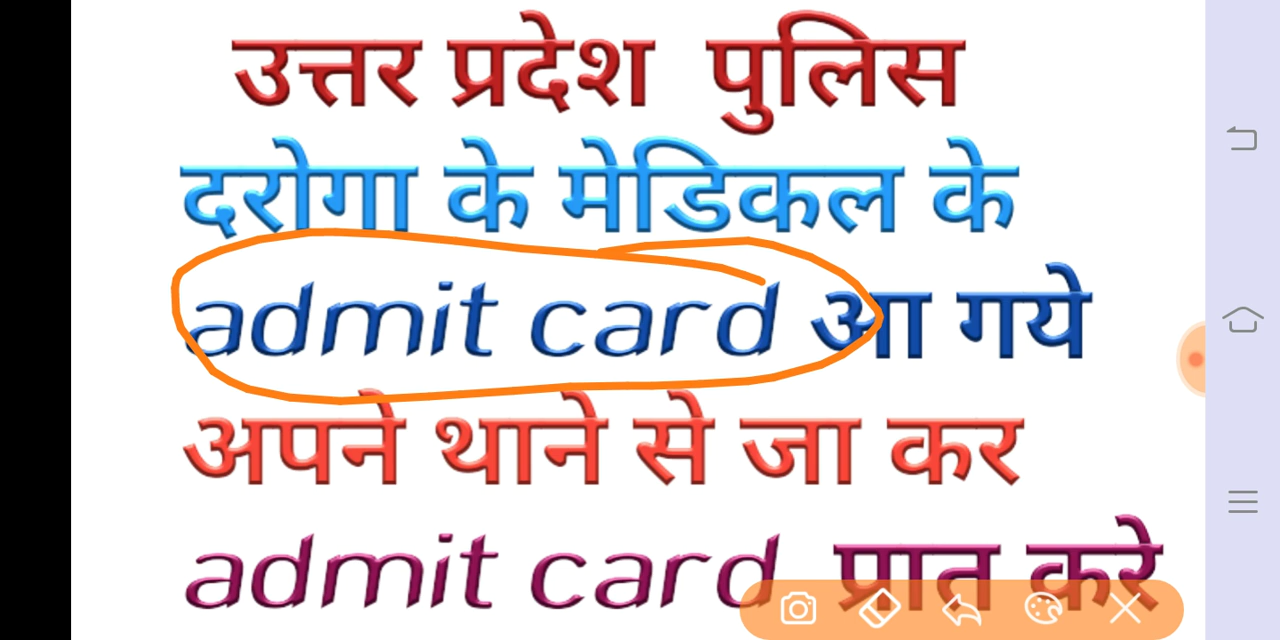 उत्तर प्रदेश पुलिस
दरोगा के मेडिकल के
admit card आ गये
अपने थाने से जा कर
admit card प्रात करे